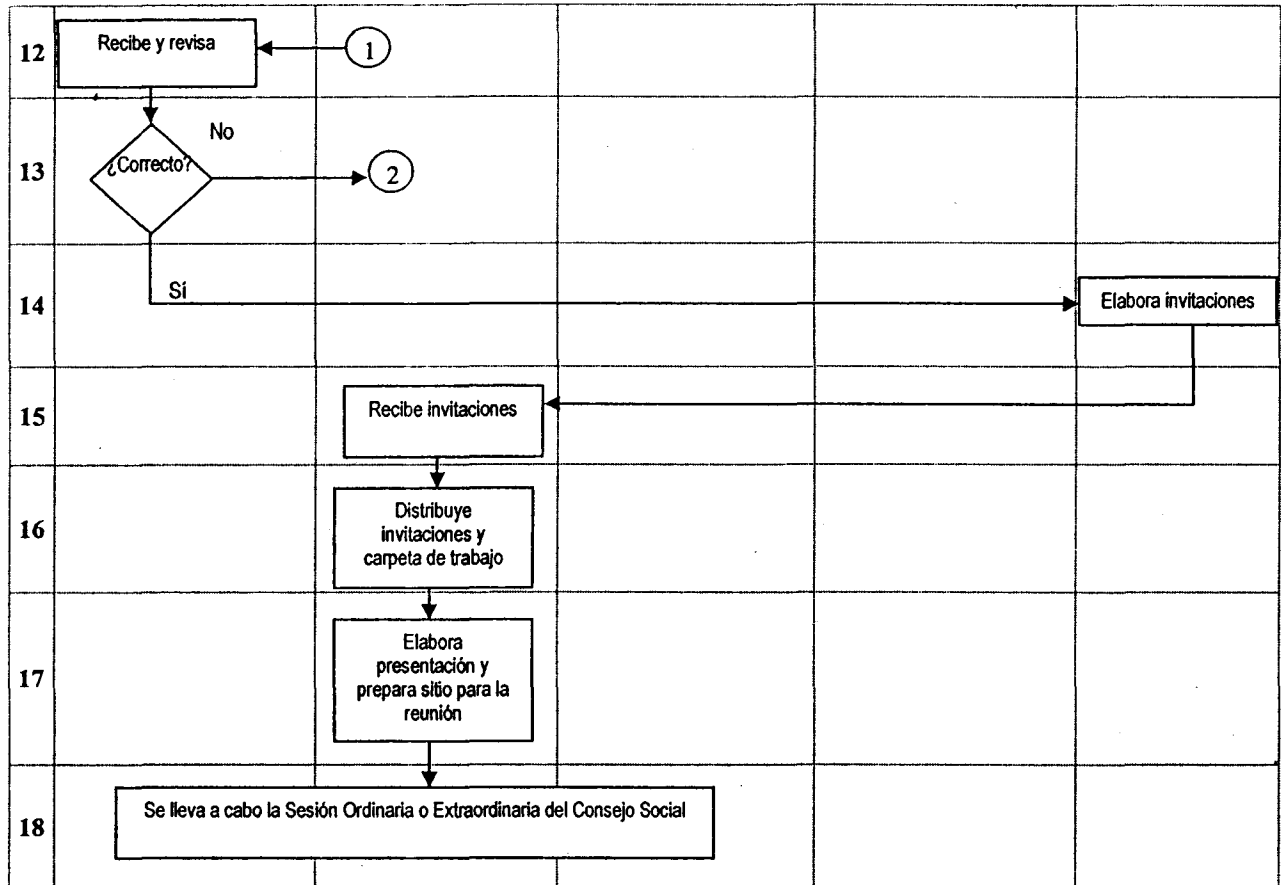 12
Recibe y revisa
1
No
13
¿Correcto?
2
14
Sí
Elabora invitaciones
15
Recibe invitaciones
16
Distribuye
invitaciones y
carpeta de trabajo
17
Elabora
presentación y
prepara sitio para la
reunión
18
Se lleva a cabo la Sesión Ordinaria o Extraordinaria del Consejo Social